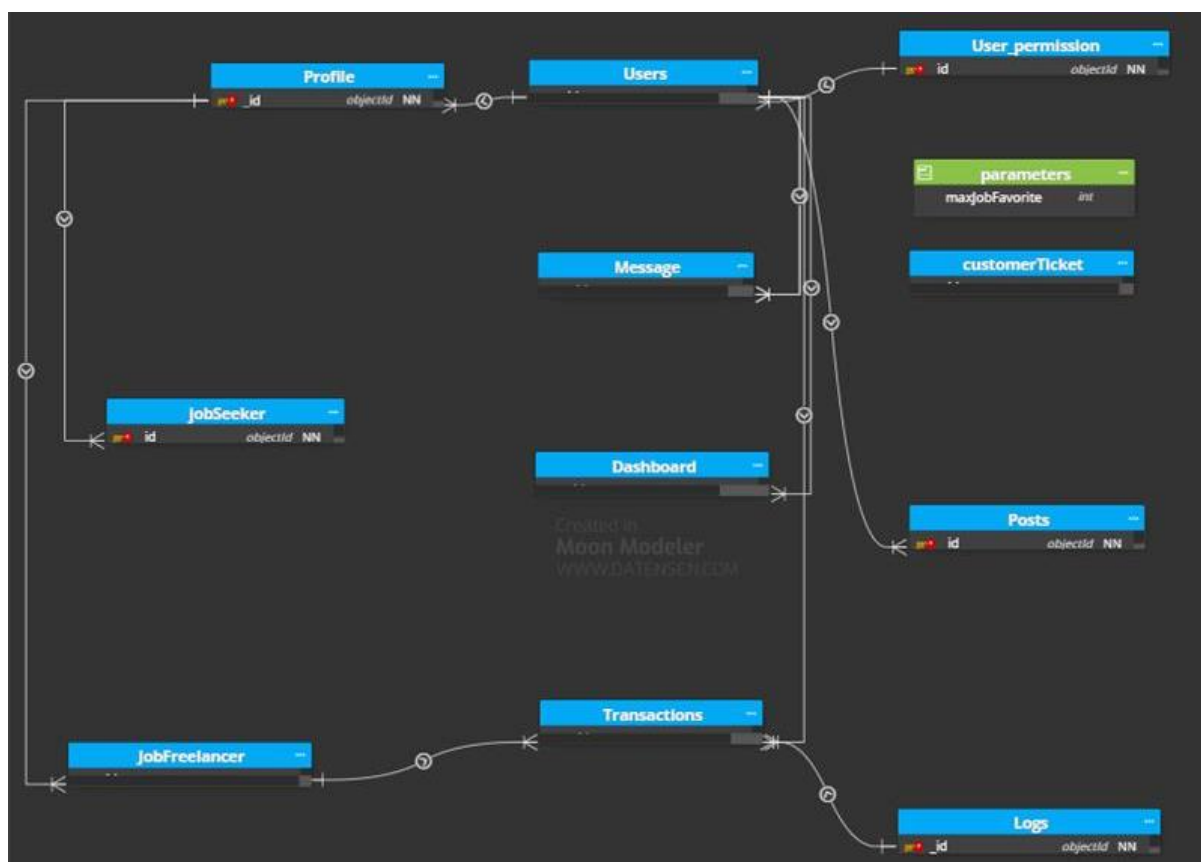 User_permission
id objectId NN
Profile
_id objectId NN
Users
parameters
maxJobFavorite int
Message
customerTicket
jobSeeker
id objectId NN
Dashboard
Created in
Moon Modeler
WWW.DATENSEN.COM
Posts
id objectId NN
Transactions
JobFreelancer
Logs
_id objectId NN